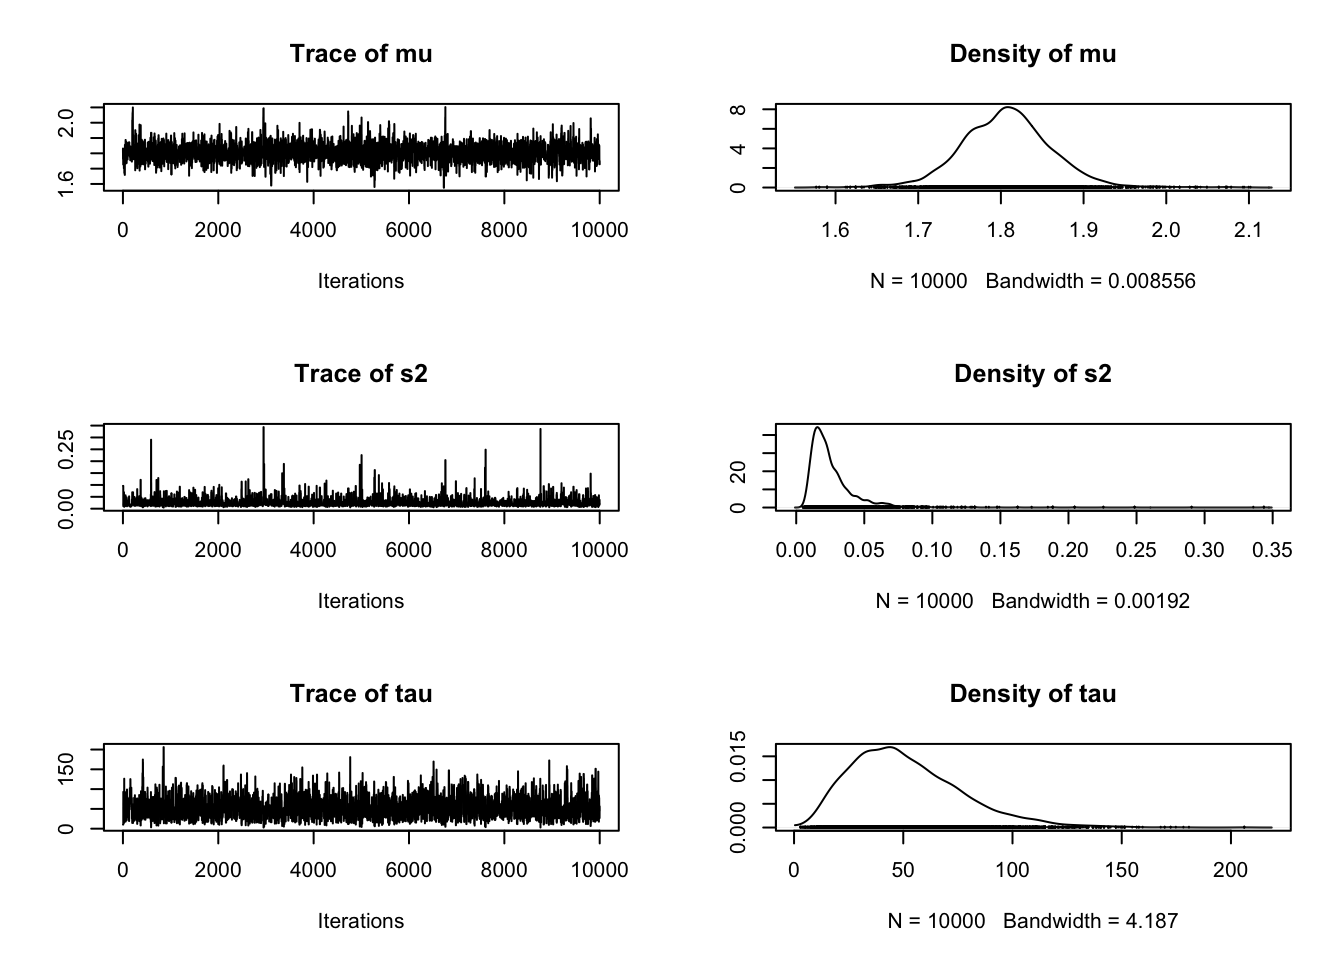 Trace of mu
2.0
1.6
0 2000 4000 6000 8000 10000
Iterations
Density of mu
8
4
0
1.6 1.7 1.8 1.9 2.0 2.1
N = 10000 Bandwidth = 0.008556
Trace of s2
0.25
0.00
0 2000 4000 6000 8000 10000
Iterations
Density of s2
20
0
0.00 0.05 0.10 0.15 0.20 0.25 0.30 0.35
N = 10000 Bandwidth = 0.00192
Trace of tau
150
0
0 2000 4000 6000 8000 10000
Iterations
Density of tau
0.015
0.000
0 50 100 150 200
N = 10000 Bandwidth = 4.187